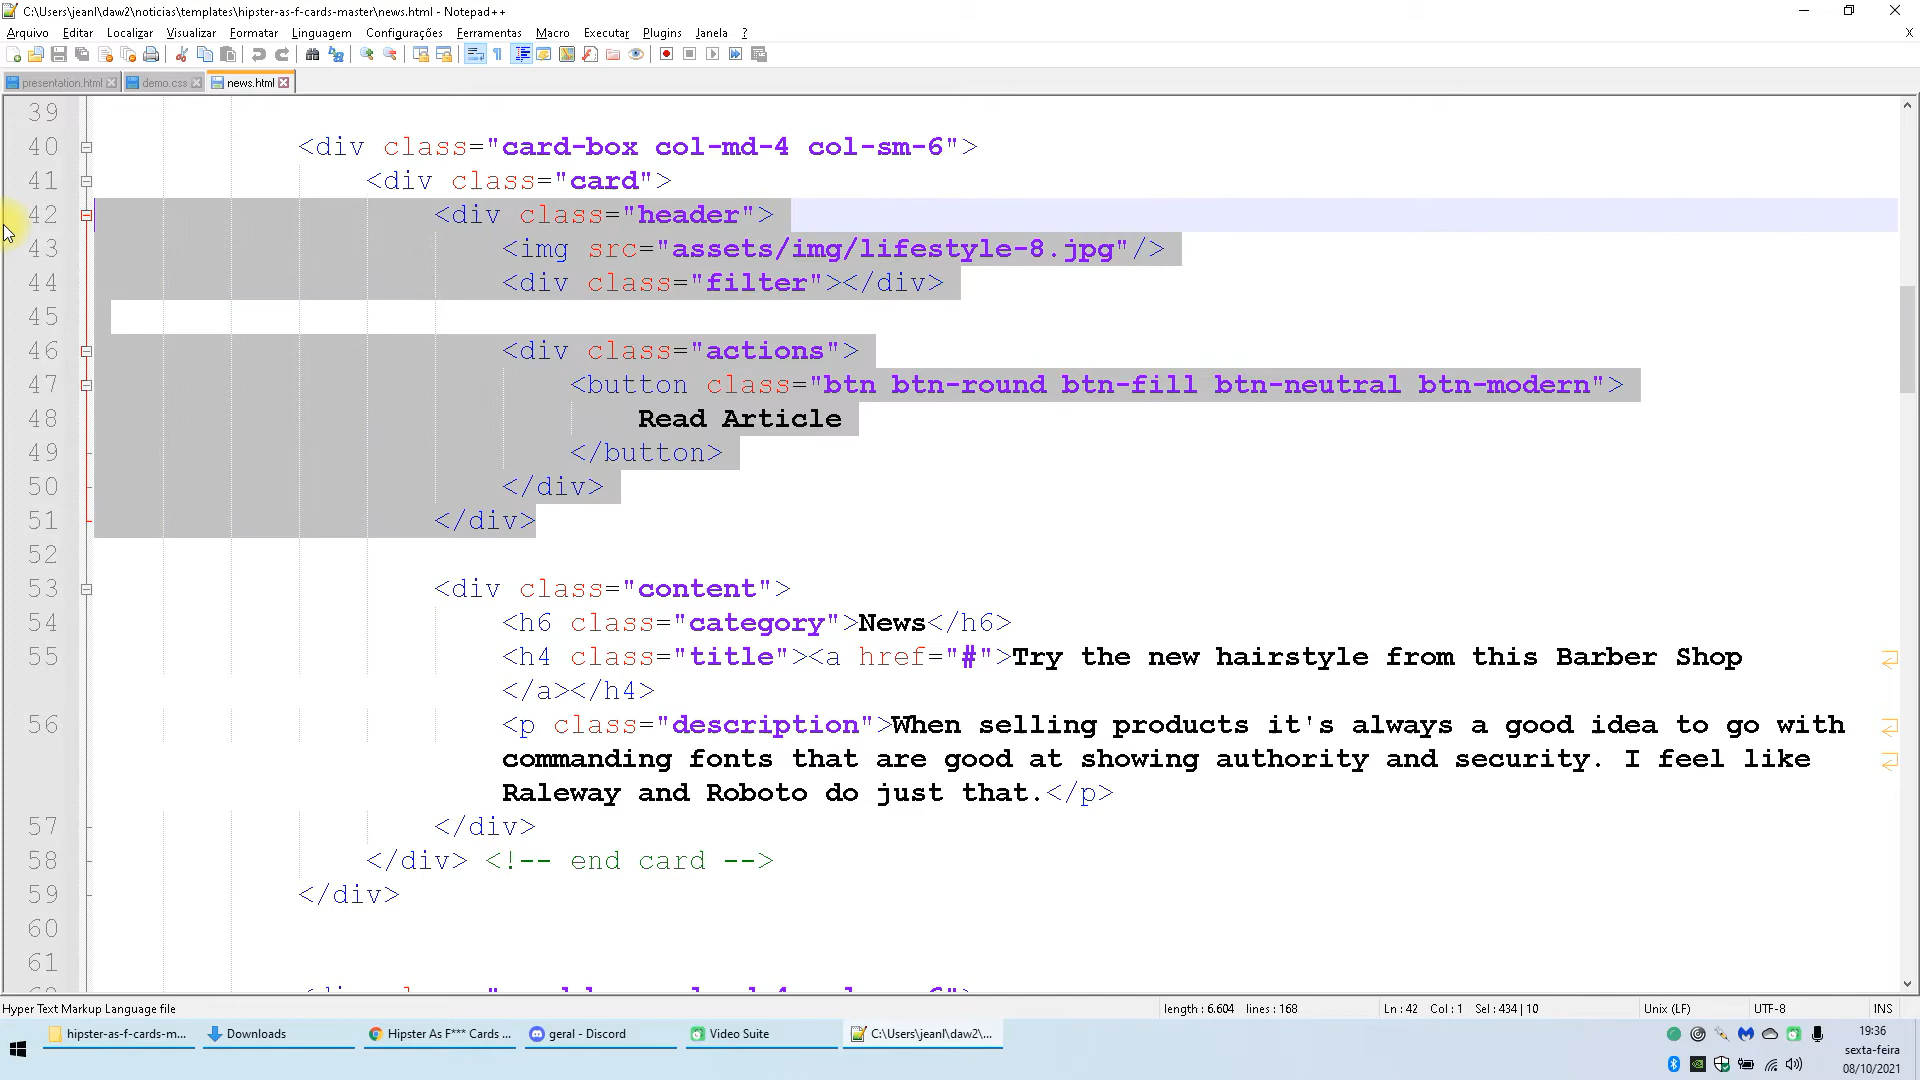 C:\Users\jeanl\daw2\noticias\templates\hipster-as-f-cards-master\news.html - Notepad++
Arquivo Editar Localizar Visualizar Formatar Linguagem Configurações Ferramentas Macro Executar Plugins Janela ? X
presentation.html demo.css news.html
39
40 <div class="card-box col-md-4 col-sm-6">
41 <div class="card">
42 <div class="header">
43 <img src="assets/img/lifestyle-8.jpg"/>
44 <div class="filter"></div>
45
46 <div class="actions">
47 <button class="btn btn-round btn-fill btn-neutral btn-modern">
48 Read Article
49 </button>
50 </div>
51 </div>
52
53 <div class="content">
54 <h6 class="category">News</h6>
55 <h4 class="title"><a href="#">Try the new hairstyle from this Barber Shop
</a></h4>
56 <p class="description">When selling products it's always a good idea to go with
commanding fonts that are good at showing authority and security. I feel like
Raleway and Roboto do just that.</p>
57 </div>
58 </div> <!-- end card -->
59 </div>
60
61
Hyper Text Markup Language file length : 6.604 lines : 168 Ln : 42 Col : 1 Sel : 434 | 10 Unix (LF) UTF-8 INS
hipster-as-f-cards-m... Downloads Hipster As F*** Cards ... geral - Discord Video Suite C:\Users\jeanl\daw2\...
19:36
sexta-feira
08/10/2021